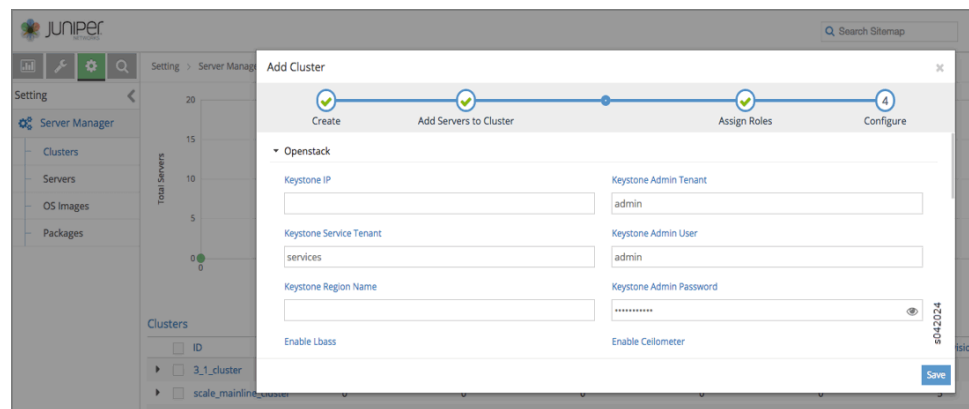 JUNIPER
NETWORKS
Search Sitemap
Setting > Server Manage
Add Cluster
×
Setting
Server Manager
Clusters
Servers
OS Images
Packages
Total Servers
20
15
10
5
0
0
Create
Add Servers to Cluster
Assign Roles
4
Configure
Openstack
Keystone IP
Keystone Admin Tenant
admin
Keystone Service Tenant
services
Keystone Admin User
admin
Keystone Region Name
Keystone Admin Password
•••••••••••
Enable Lbass
Enable Ceilometer
s042024
Save
Clusters
ID
3_1_cluster
scale_mainline_cluster